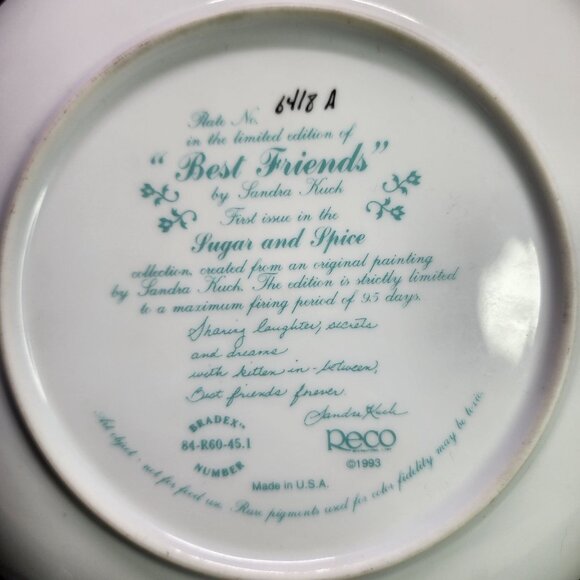 Plate No. 6418 A
in the limited edition of
"Best Friends"
by Sandra Kuch
First issue in the
Sugar and Spice
collection, created from an original painting
by Sandra Kuch. The edition is strictly limited
to a maximum firing period of 95 days.
Sharing laughter, secrets
and dreams
with kitten in-between,
Best friends forever.
Sandra Kuch
BRADEX™
84-R60-45.1
NUMBER
Reco
©1993
Made in U.S.A.
Art object - not for food use. Rare pigments used for color fidelity may be toxic.